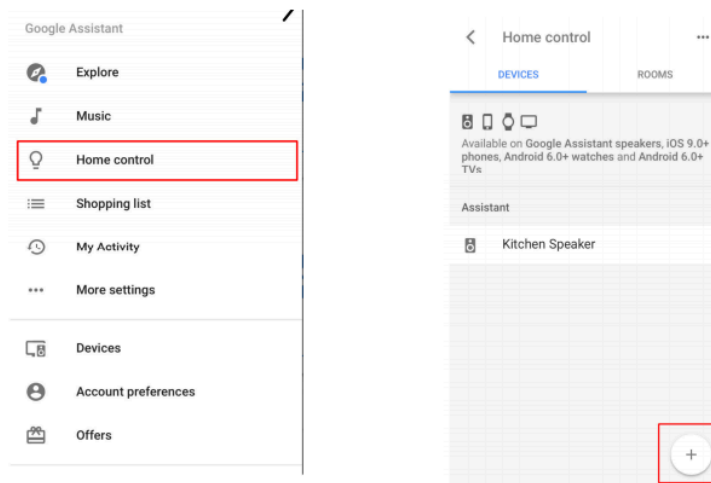 Google Assistant
Explore
Music
Home control
Shopping list
My Activity
More settings
Devices
Account preferences
Offers
Home control
DEVICES
ROOMS
Available on Google Assistant speakers, iOS 9.0+
phones, Android 6.0+ watches and Android 6.0+
TVs
Assistant
Kitchen Speaker